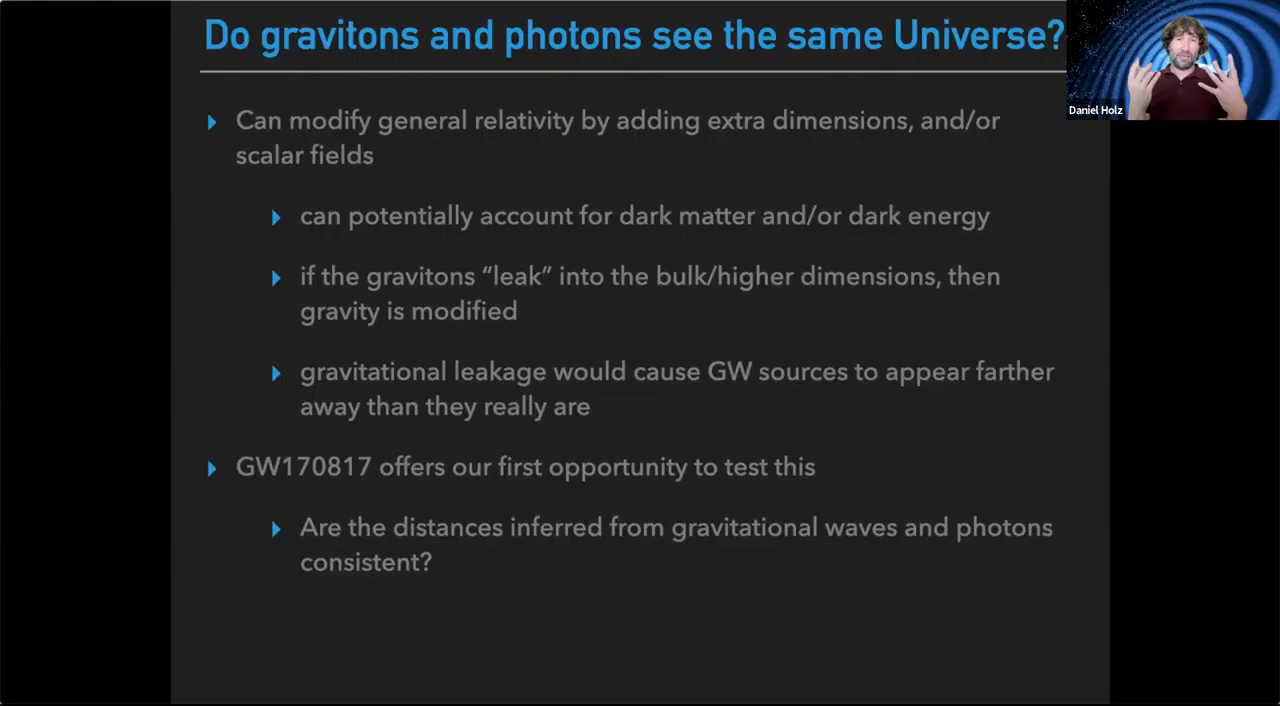 Do gravitons and photons see the same Universe?
Daniel Holz
Can modify general relativity by adding extra dimensions, and/or
scalar fields
can potentially account for dark matter and/or dark energy
if the gravitons “leak” into the bulk/higher dimensions, then
gravity is modified
gravitational leakage would cause GW sources to appear farther
away than they really are
GW170817 offers our first opportunity to test this
Are the distances inferred from gravitational waves and photons
consistent?